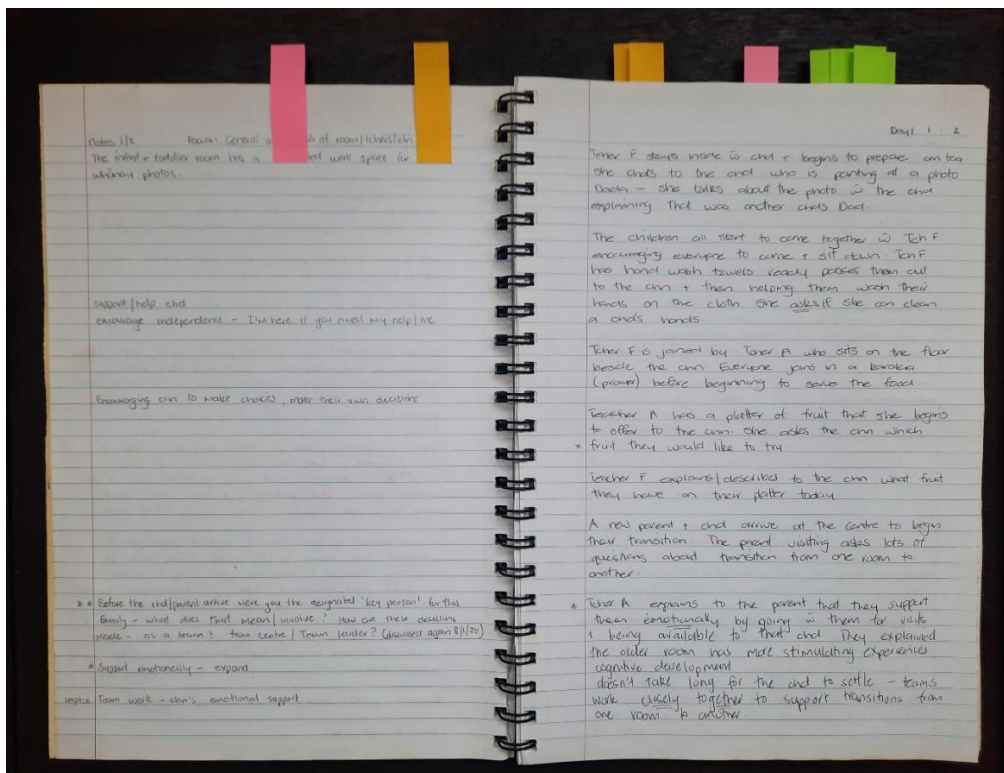 notes 1/2 Focus: General of room/tchers/chn
The infant + toddler room has a wall space for
whānau photos.
support/help chd
encourage independence - I'm here if you need my help/me
Encouraging chn to make choices, make their own decisions
* * Before the chd/parent arrive were you the designated 'key person' for this
family - what does that mean/involve? How are these decisions
made - as a team? from centre / Team leader? (discussed again 8/1/20)
* Support emotionally - expand
Team work - chn's emotional support
Day 1 1 2
Tcher F stays inside w̄ chd + begins to prepare am tea
she chats to the chd who is pointing at a photo
Dada - she talks about the photo w̄ the chd
explaining That was another chds Dad.
The children all start to come together w̄ Tch F
encouraging everyone to come + sit down. Tch F
has hand wash towels ready passes them out
to the chn + then helping them wash their
hands on the cloth. She asks if she can clean
a chd's hands.
Tcher F is joined by Tcher A who sits on the floor
beside the chn. Everyone joins in a karakia
(prayer) before beginning to serve the food.
Teacher A has a platter of fruit that she begins
to offer to the chn. She asks the chn which
* fruit they would like to try
Teacher F explains/described to the chn what fruit
they have on their platter today
A new parent + chd arrive at the centre to begin
their transition. The parent visiting asks lots of
questions about transition from one room to
another.
* Tcher A explains to the parent that they support
them emotionally by going w̄ them for visits
& being available to that chd They explained
the older room has more stimulating experiences
cognitive development
doesn't take long for the chd to settle - teams
work closely together to support transitions from
one room to another.